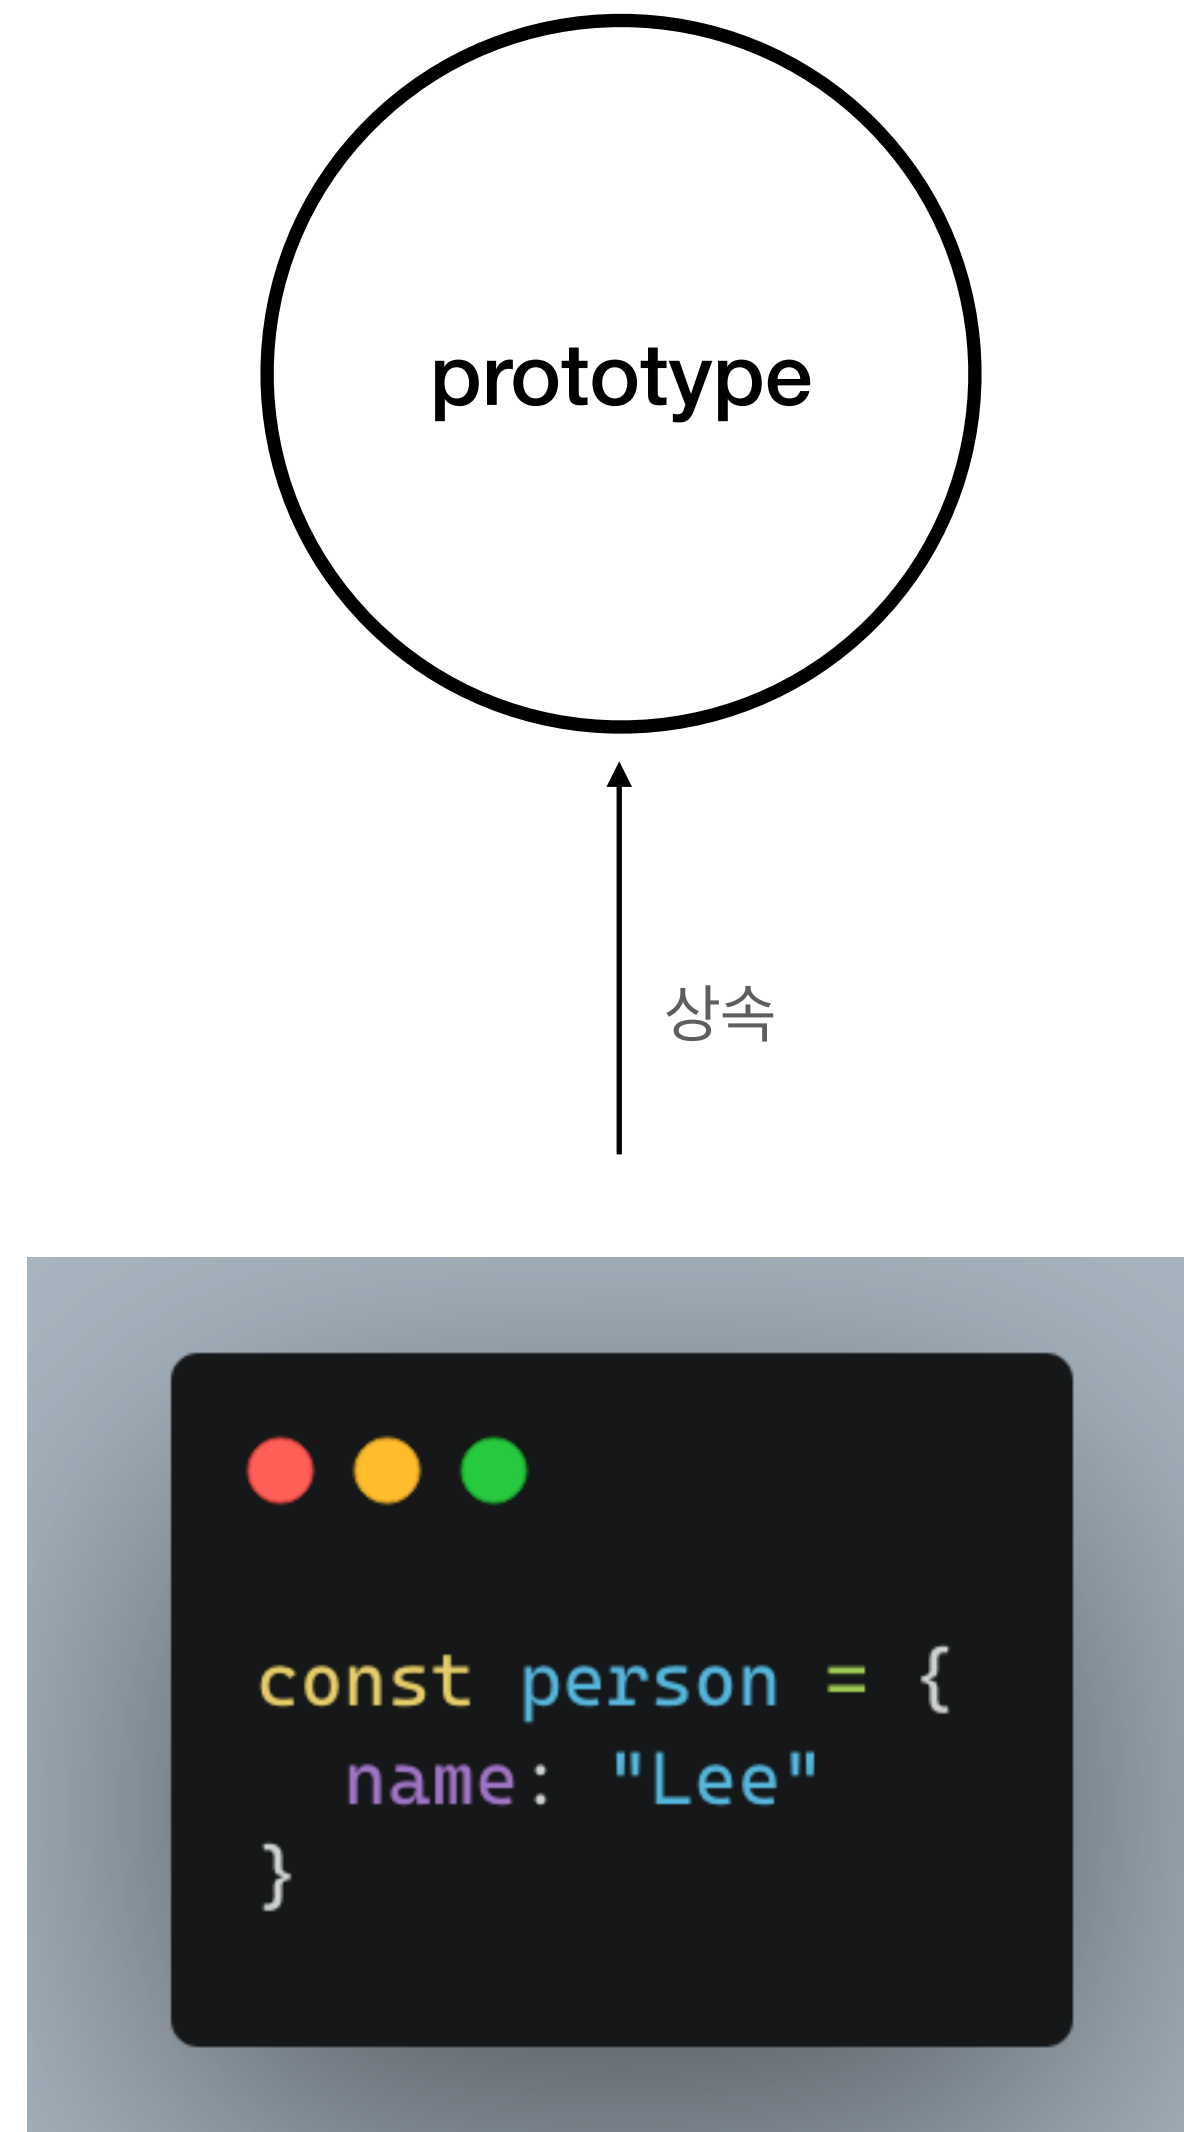 prototype
상속
const person = {
  name: "Lee"
}